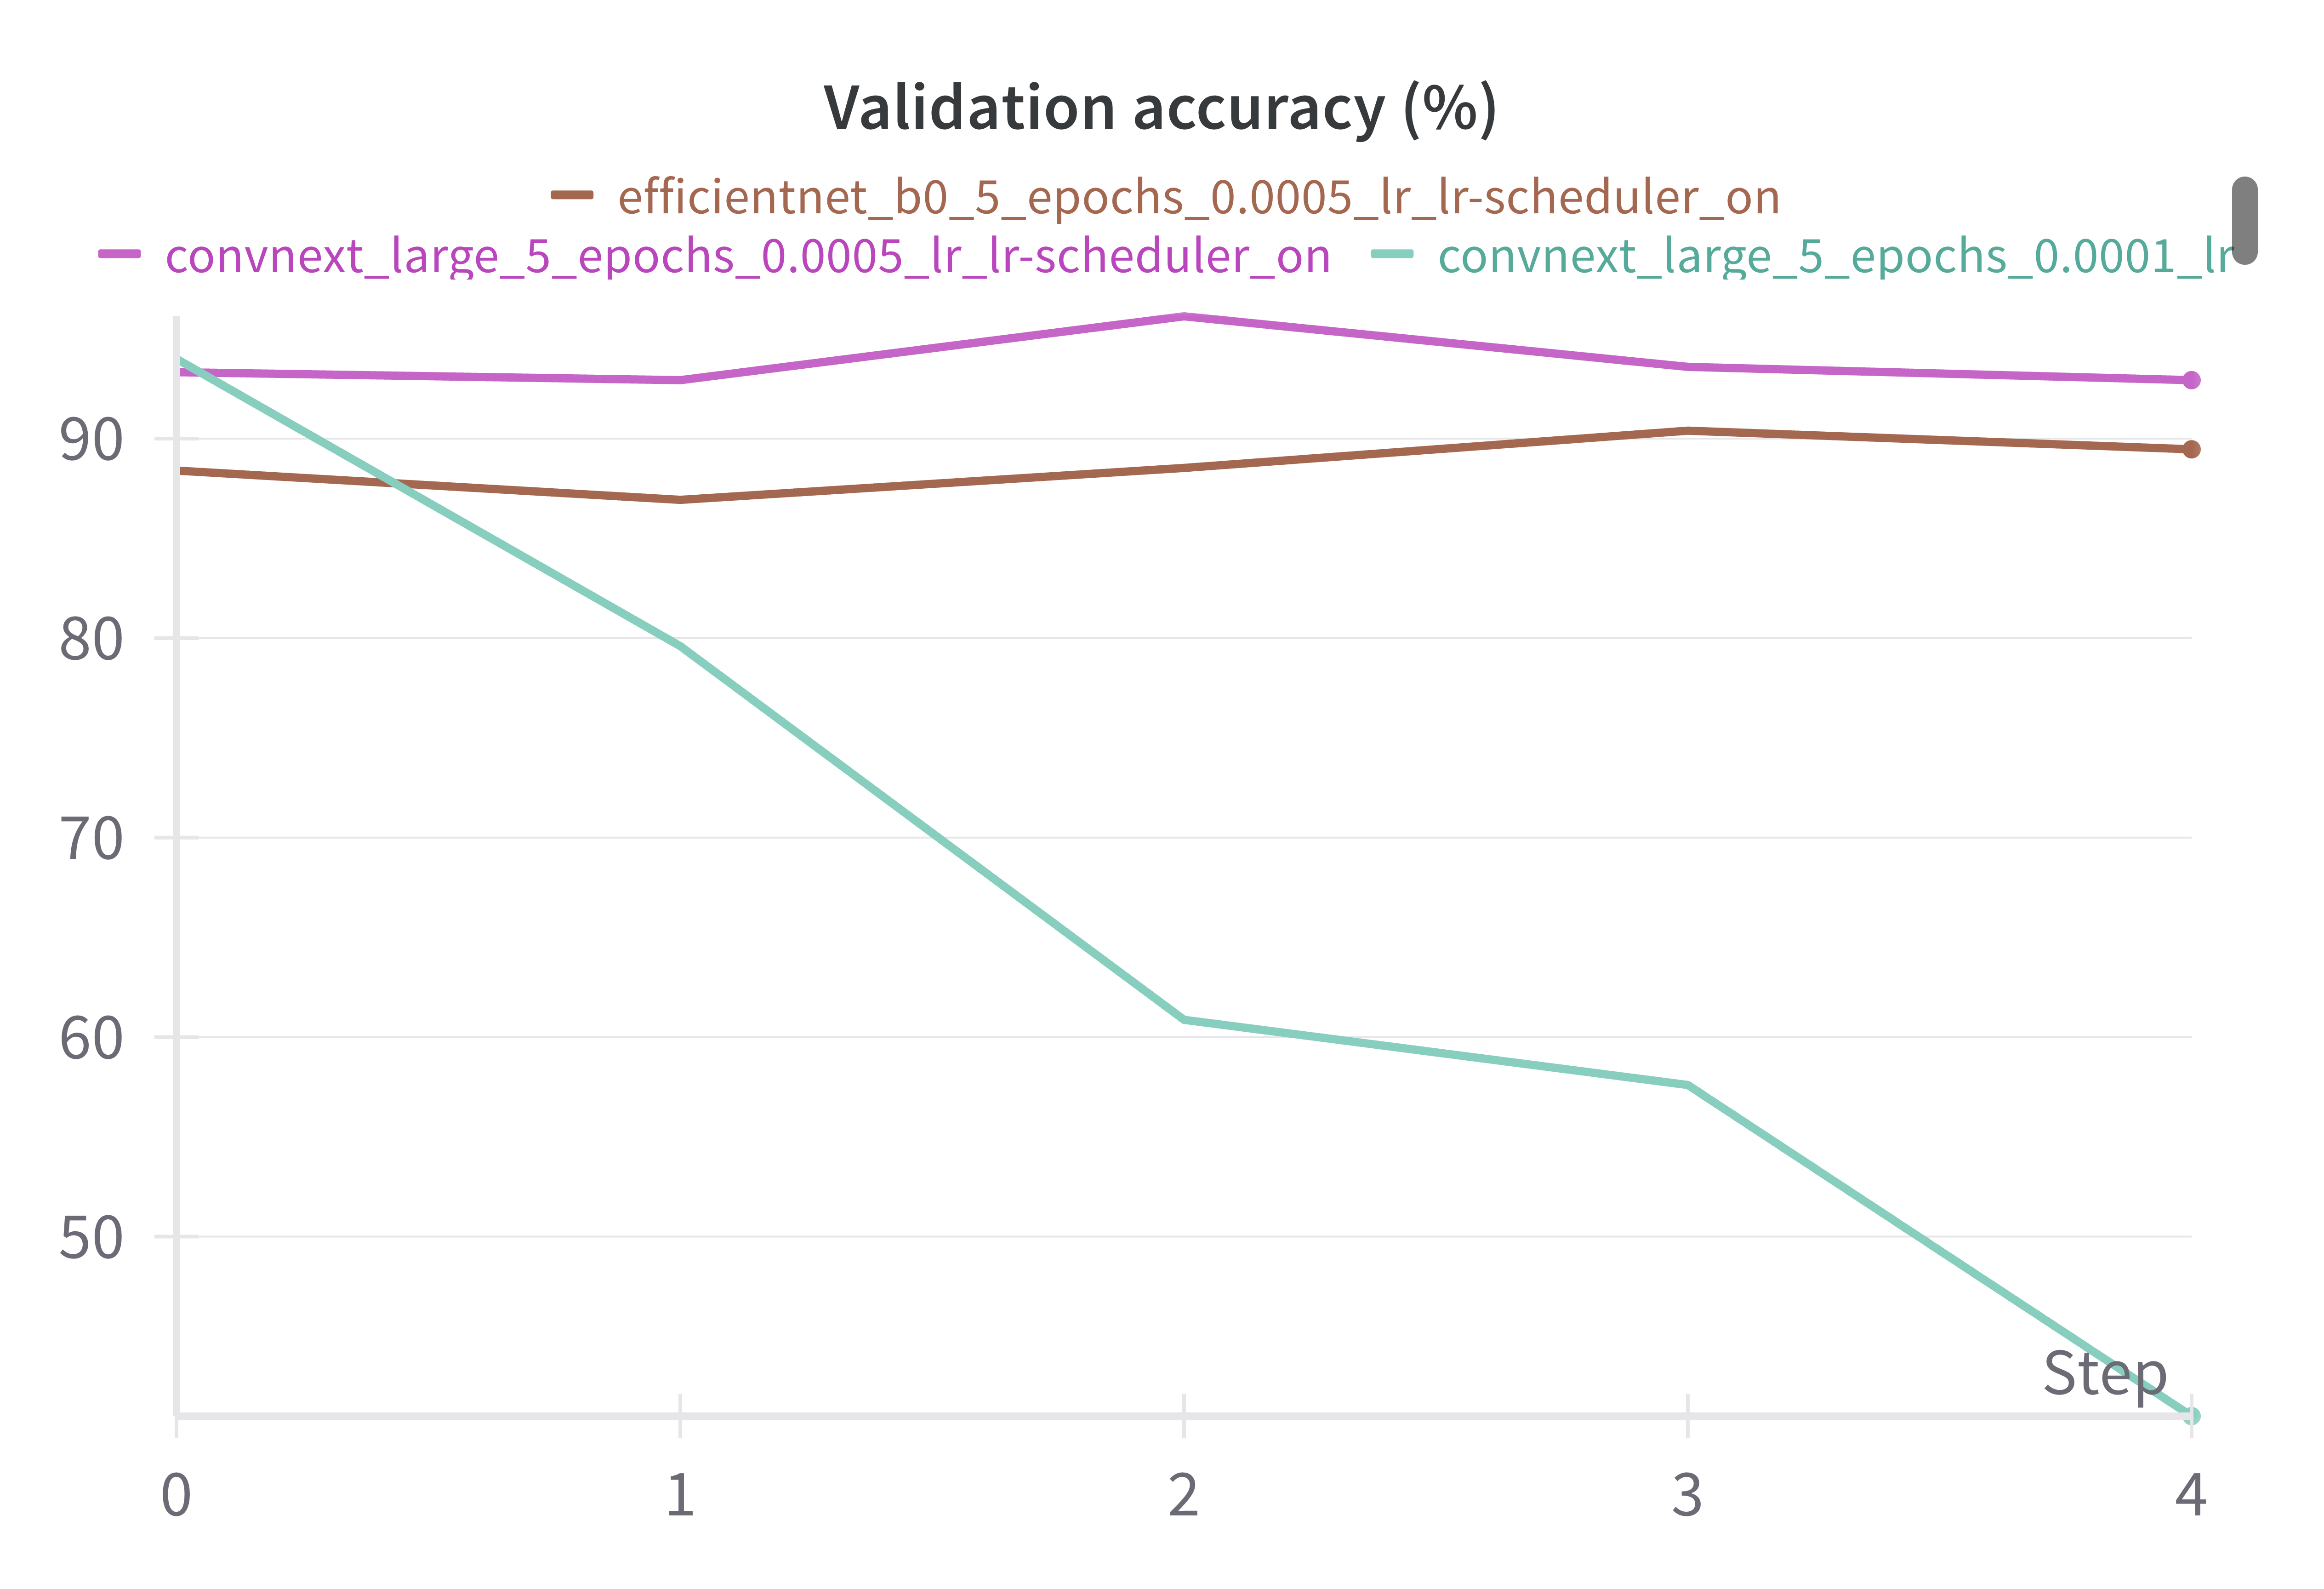 Validation accuracy (%)
efficientnet_b0_5_epochs_0.0005_lr_lr-scheduler_on
convnext_large_5_epochs_0.0005_lr_lr-scheduler_on convnext_large_5_epochs_0.0001_lr
90
80
70
60
50
Step
0 1 2 3 4